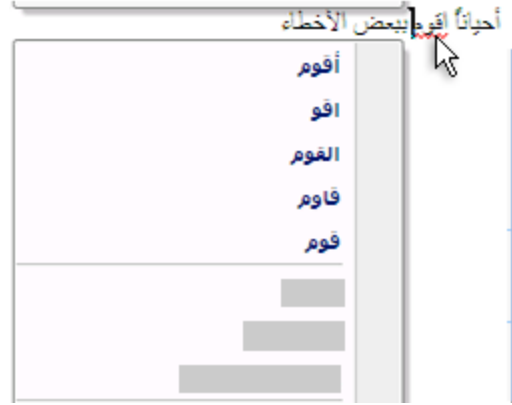 أحياناً اقوم ببعض الأخطاء
أقوم
اقو
القوم
قاوم
قوم